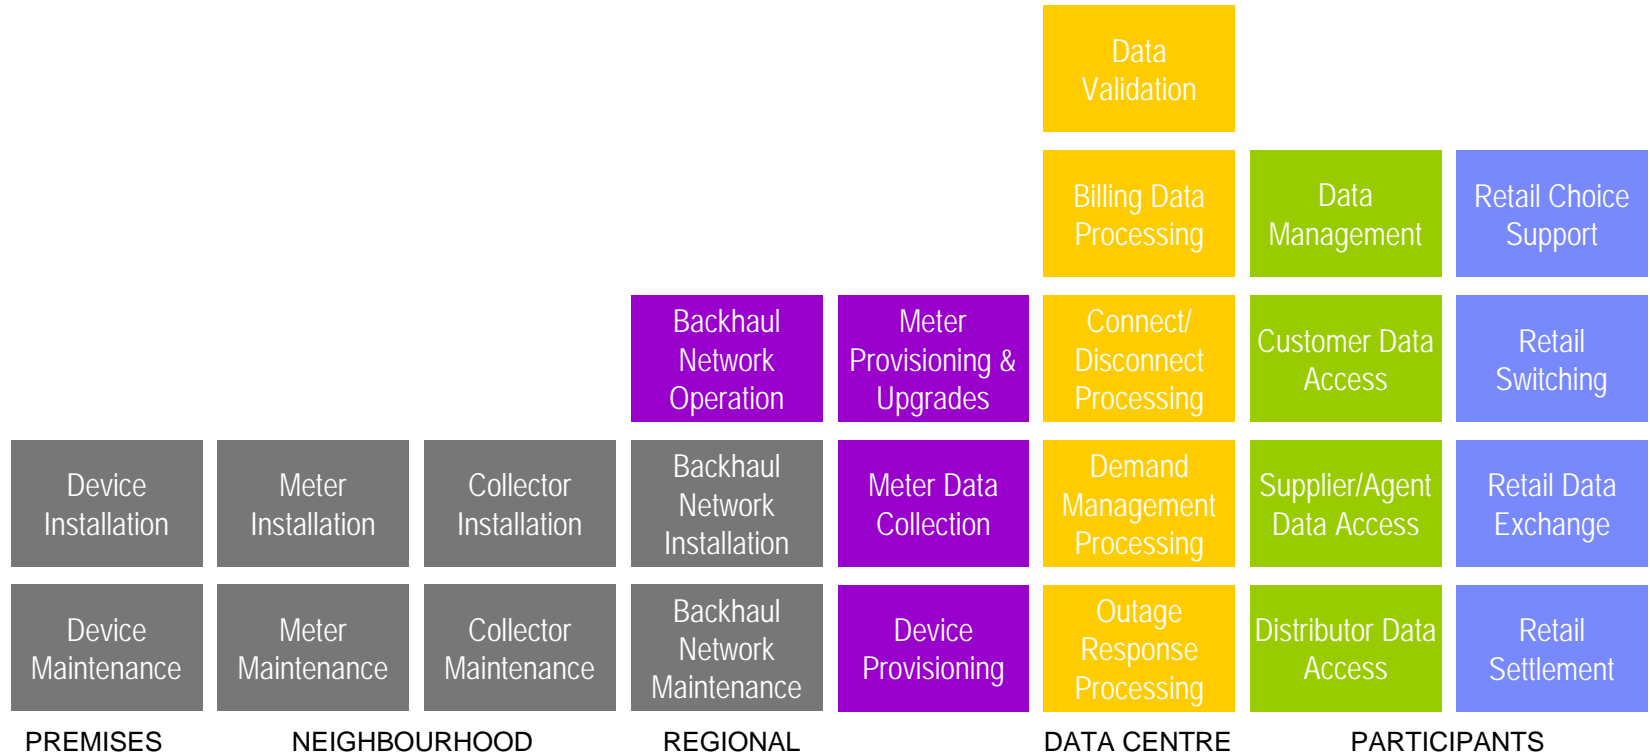 Data
Validation
Billing Data
Processing
Data
Management
Retail Choice
Support
Backhaul
Network
Operation
Meter
Provisioning &
Upgrades
Connect/
Disconnect
Processing
Customer Data
Access
Retail
Switching
Device
Installation
Meter
Installation
Collector
Installation
Backhaul
Network
Installation
Meter Data
Collection
Demand
Management
Processing
Supplier/Agent
Data Access
Retail Data
Exchange
Device
Maintenance
Meter
Maintenance
Collector
Maintenance
Backhaul
Network
Maintenance
Device
Provisioning
Outage
Response
Processing
Distributor Data
Access
Retail
Settlement
PREMISES
NEIGHBOURHOOD
REGIONAL
DATA CENTRE
PARTICIPANTS